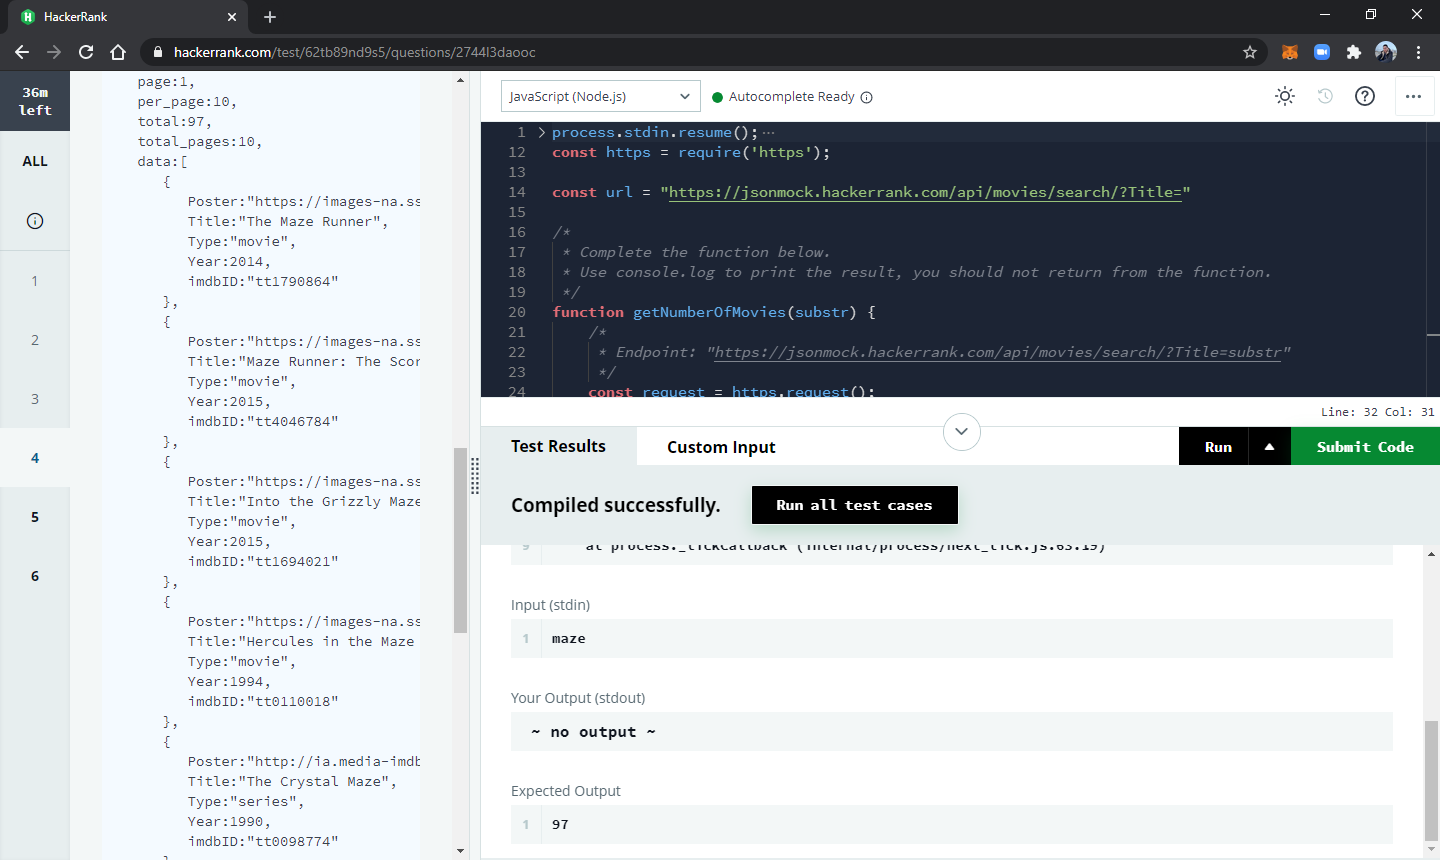 HackerRank
hackerrank.com/test/62tb89nd9s5/questions/2744l3daooc
36m
left
ALL
1
2
3
4
5
6
page:1,
per_page:10,
total:97,
total_pages:10,
data:[
{
Poster:"https://images-na.ss
Title:"The Maze Runner",
Type:"movie",
Year:2014,
imdbID:"tt1790864"
},
{
Poster:"https://images-na.ss
Title:"Maze Runner: The Scor
Type:"movie",
Year:2015,
imdbID:"tt4046784"
},
{
Poster:"https://images-na.ss
Title:"Into the Grizzly Maze
Type:"movie",
Year:2015,
imdbID:"tt1694021"
},
{
Poster:"https://images-na.ss
Title:"Hercules in the Maze
Type:"movie",
Year:1994,
imdbID:"tt0110018"
},
{
Poster:"http://ia.media-imdb
Title:"The Crystal Maze",
Type:"series",
Year:1990,
imdbID:"tt0098774"
JavaScript (Node.js)
Autocomplete Ready
1 process.stdin.resume();
12 const https = require('https');
13
14 const url = "https://jsonmock.hackerrank.com/api/movies/search/?Title="
15
16 /*
17 * Complete the function below.
18 * Use console.log to print the result, you should not return from the function.
19 */
20 function getNumberOfMovies(substr) {
21 /*
22 * Endpoint: "https://jsonmock.hackerrank.com/api/movies/search/?Title=substr"
23 */
24 const request = https.request();
Line: 32 Col: 31
Test Results
Custom Input
Run
Submit Code
Compiled successfully.
Run all test cases
9 at process._tickCallback (internal/process/next_tick.js:63:19)
Input (stdin)
1 maze
Your Output (stdout)
~ no output ~
Expected Output
1 97